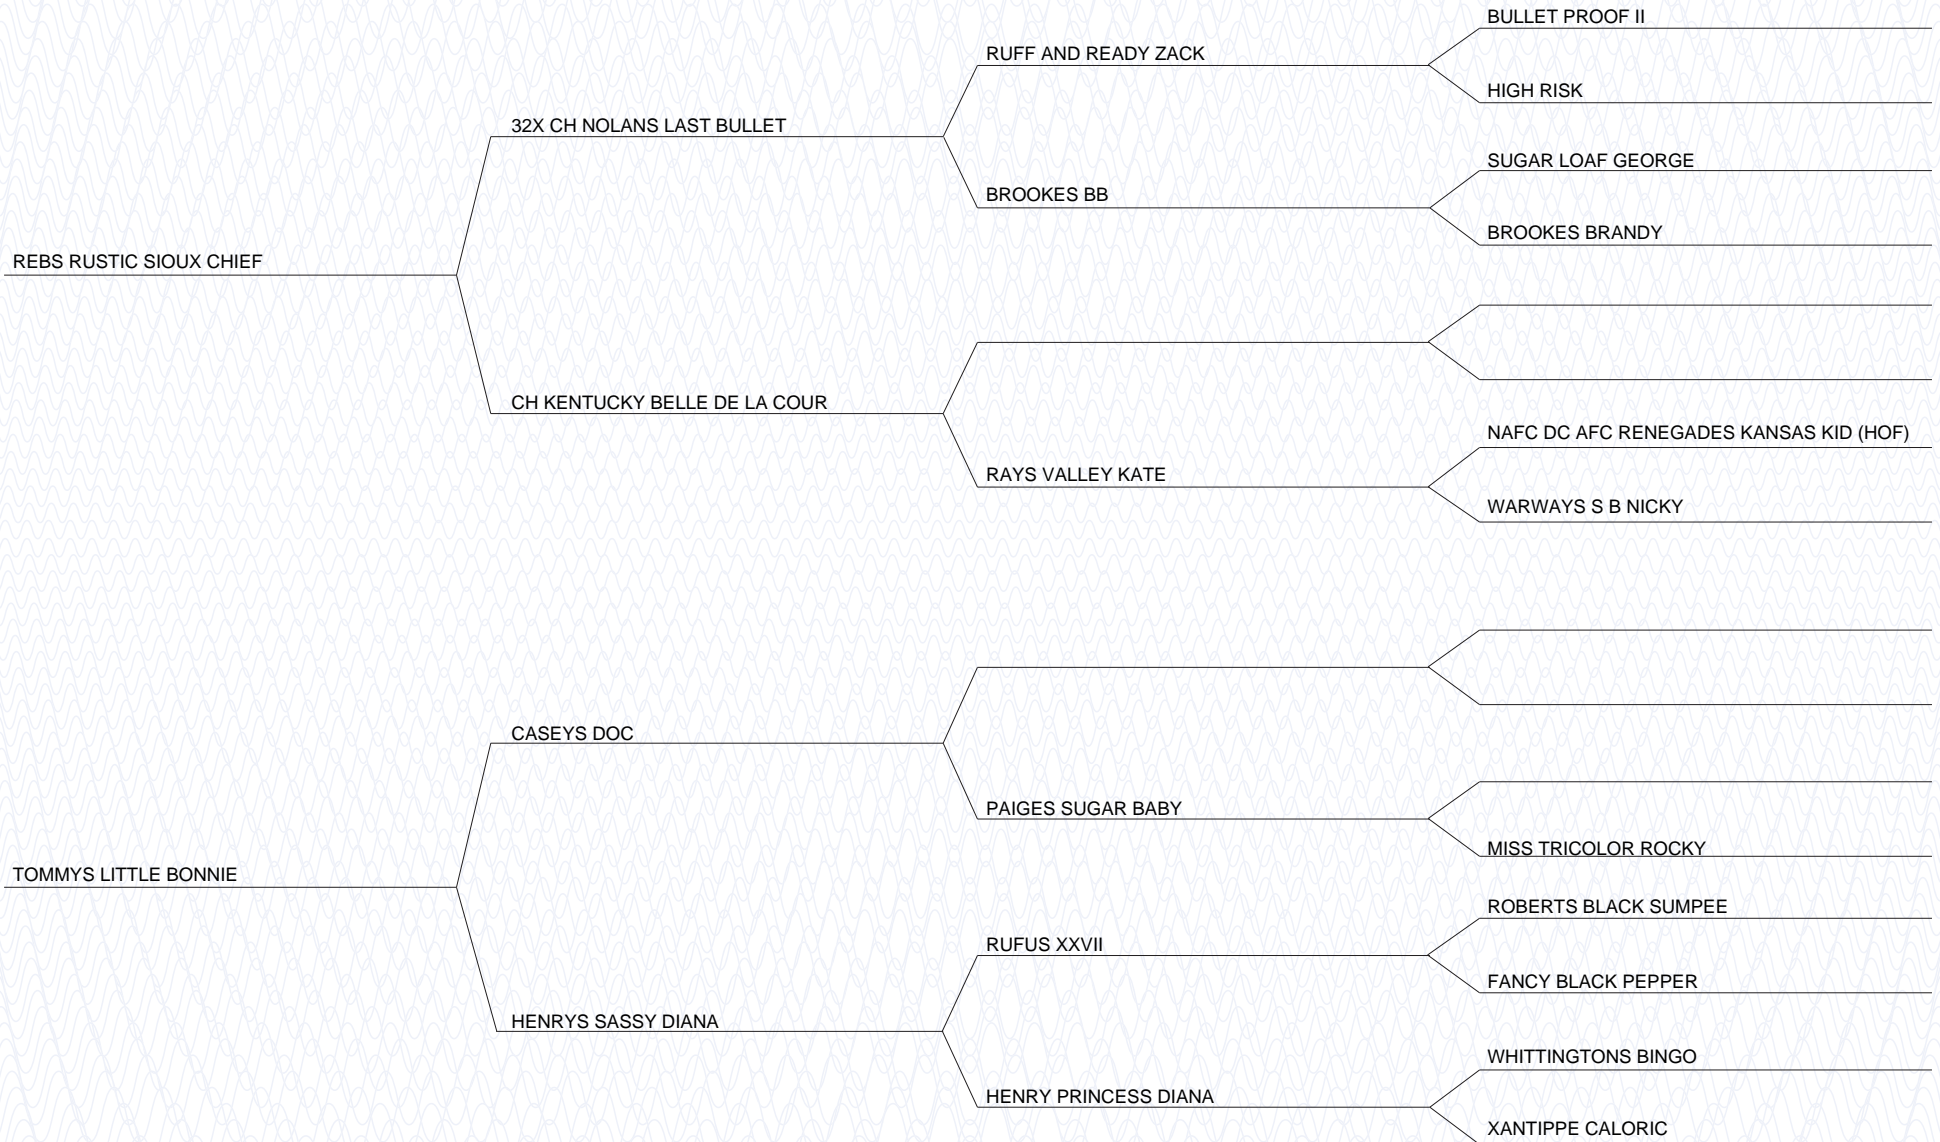 BULLET PROOF II
RUFF AND READY ZACK
HIGH RISK
32X CH NOLANS LAST BULLET
SUGAR LOAF GEORGE
BROOKES BB
BROOKES BRANDY
REBS RUSTIC SIOUX CHIEF
CH KENTUCKY BELLE DE LA COUR
NAFC DC AFC RENEGADES KANSAS KID (HOF)
RAYS VALLEY KATE
WARWAYS S B NICKY
CASEYS DOC
PAIGES SUGAR BABY
MISS TRICOLOR ROCKY
TOMMYS LITTLE BONNIE
ROBERTS BLACK SUMPEE
RUFUS XXVII
FANCY BLACK PEPPER
HENRYS SASSY DIANA
WHITTINGTONS BINGO
HENRY PRINCESS DIANA
XANTIPPE CALORIC